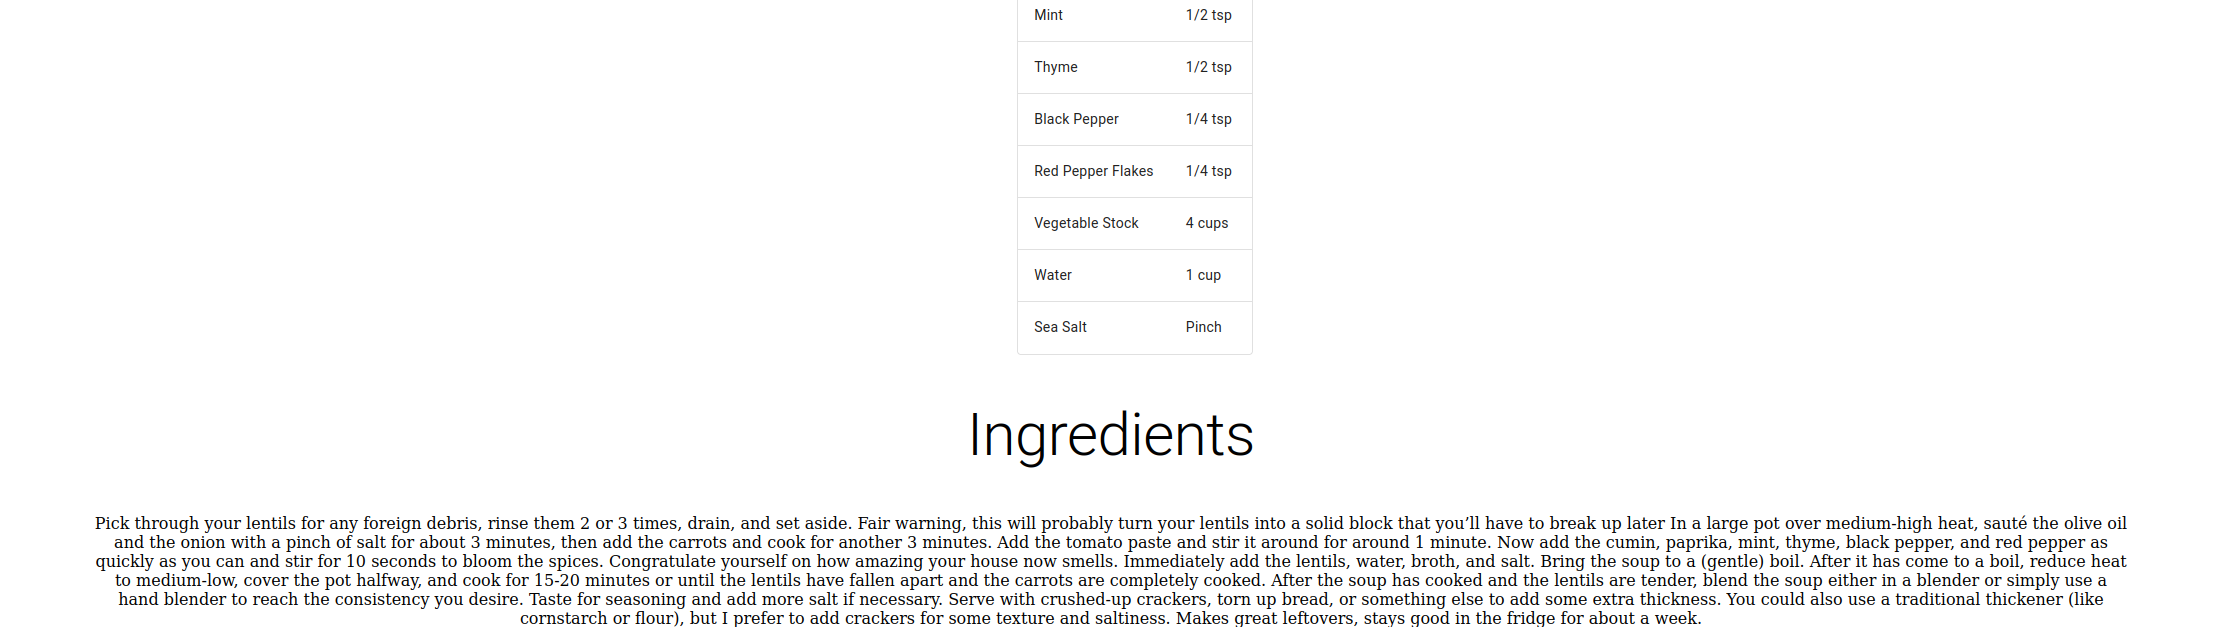 Mint 1/2 tsp
Thyme 1/2 tsp
Black Pepper 1/4 tsp
Red Pepper Flakes 1/4 tsp
Vegetable Stock 4 cups
Water 1 cup
Sea Salt Pinch
Ingredients
Pick through your lentils for any foreign debris, rinse them 2 or 3 times, drain, and set aside. Fair warning, this will probably turn your lentils into a solid block that you’ll have to break up later In a large pot over medium-high heat, sauté the olive oil
and the onion with a pinch of salt for about 3 minutes, then add the carrots and cook for another 3 minutes. Add the tomato paste and stir it around for around 1 minute. Now add the cumin, paprika, mint, thyme, black pepper, and red pepper as
quickly as you can and stir for 10 seconds to bloom the spices. Congratulate yourself on how amazing your house now smells. Immediately add the lentils, water, broth, and salt. Bring the soup to a (gentle) boil. After it has come to a boil, reduce heat
to medium-low, cover the pot halfway, and cook for 15-20 minutes or until the lentils have fallen apart and the carrots are completely cooked. After the soup has cooked and the lentils are tender, blend the soup either in a blender or simply use a
hand blender to reach the consistency you desire. Taste for seasoning and add more salt if necessary. Serve with crushed-up crackers, torn up bread, or something else to add some extra thickness. You could also use a traditional thickener (like
cornstarch or flour), but I prefer to add crackers for some texture and saltiness. Makes great leftovers, stays good in the fridge for about a week.